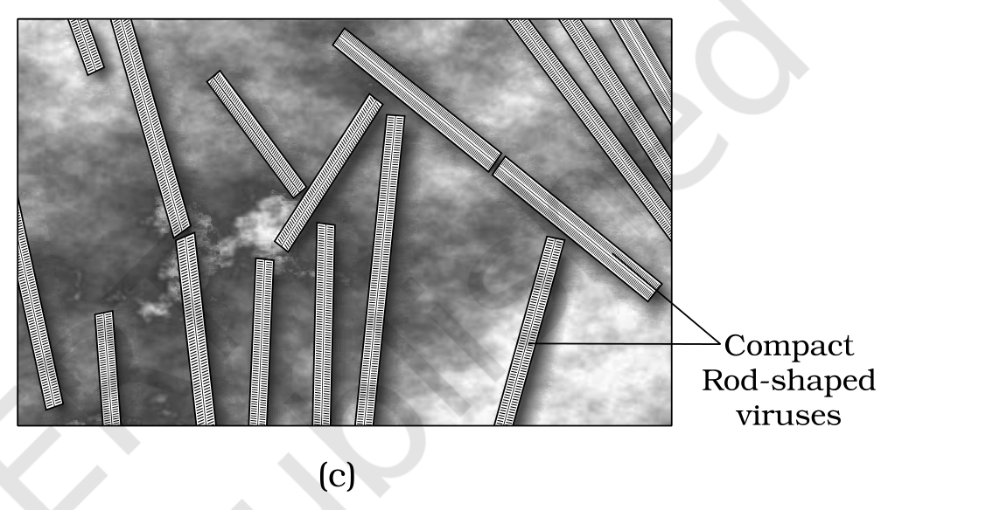 Compact
Rod-shaped
viruses
(c)